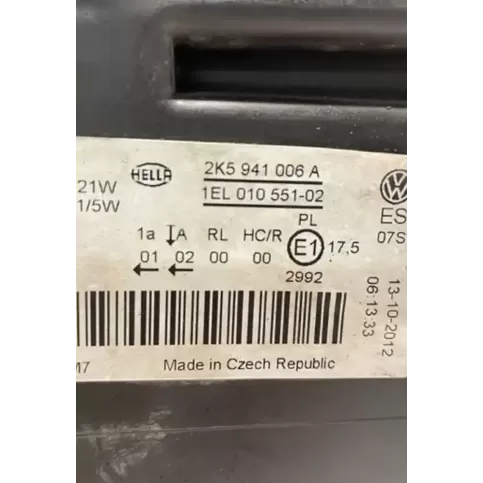 HELLA
2K5 941 006 A
1EL 010 551-02
21W
1/5W
ES
07S
PL
1a A RL HC/R E1 17,5
01 02 00 00
2992
13-10-2012
06:13:33
M7
Made in Czech Republic